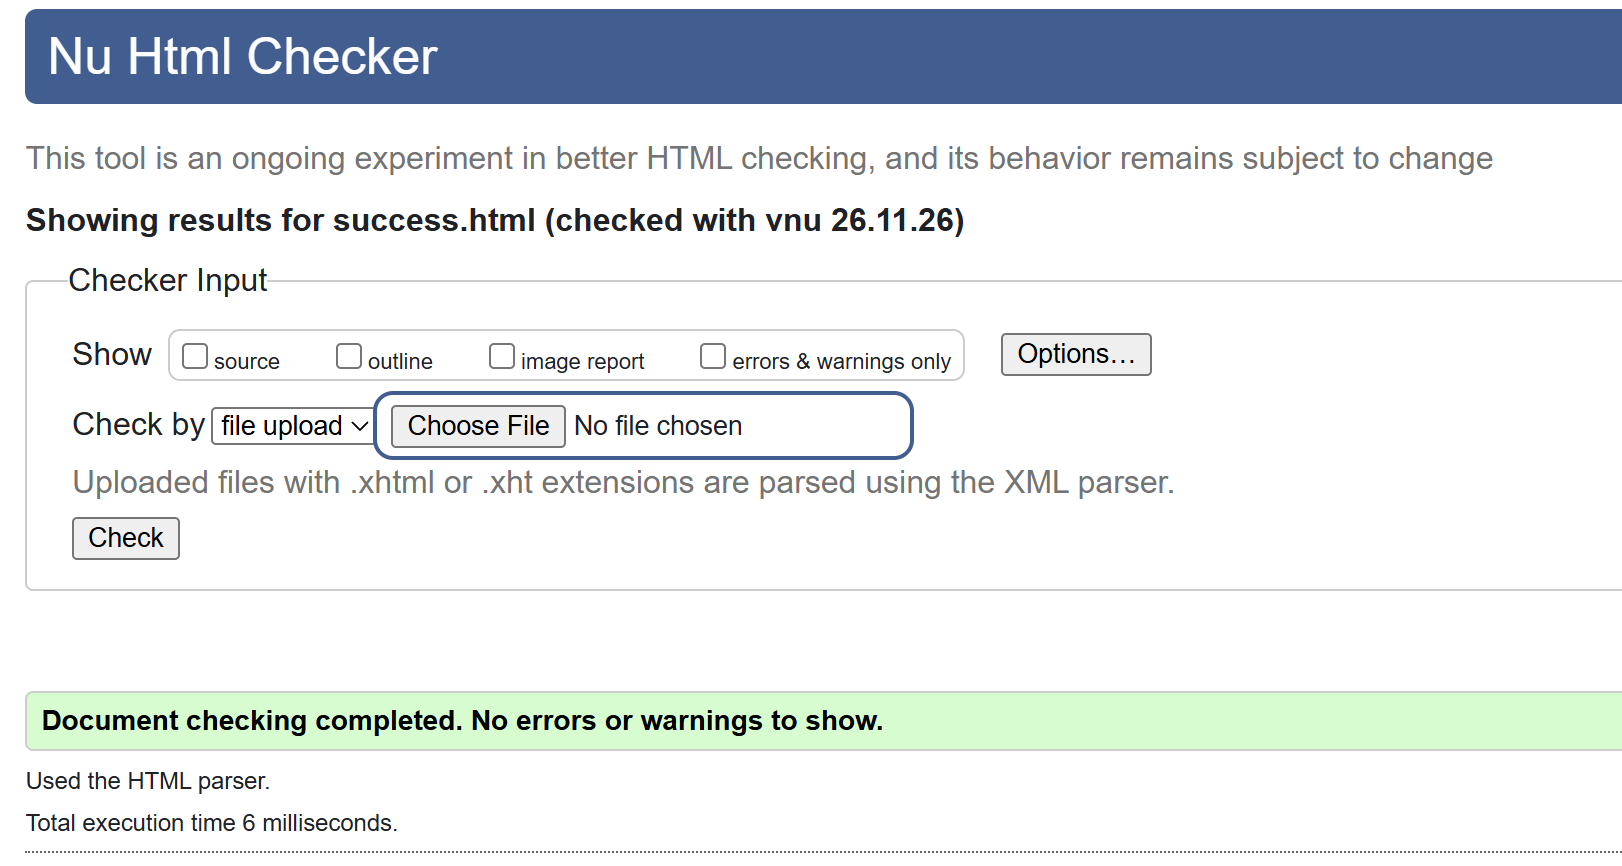 Nu Html Checker
This tool is an ongoing experiment in better HTML checking, and its behavior remains subject to change
Showing results for success.html (checked with vnu 26.11.26)
Checker Input
Show source outline image report errors & warnings only Options…
Check by file upload Choose File No file chosen
Uploaded files with .xhtml or .xht extensions are parsed using the XML parser.
Check
Document checking completed. No errors or warnings to show.
Used the HTML parser.
Total execution time 6 milliseconds.